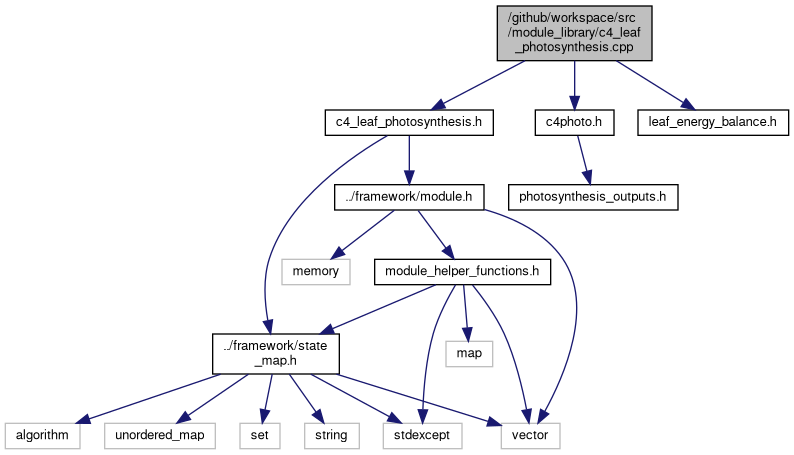 /github/workspace/src
/module_library/c4_leaf
_photosynthesis.cpp
c4_leaf_photosynthesis.h
c4photo.h
leaf_energy_balance.h
../framework/module.h
photosynthesis_outputs.h
memory
module_helper_functions.h
../framework/state
_map.h
map
algorithm
unordered_map
set
string
stdexcept
vector